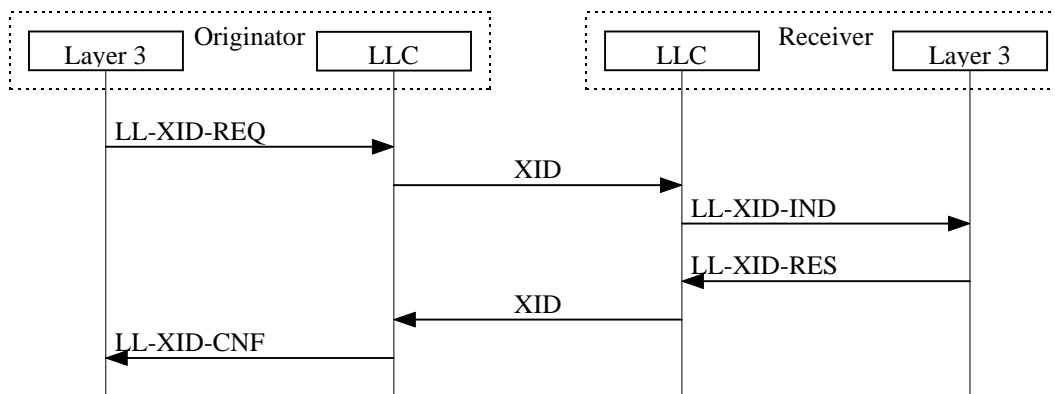 Originator
Receiver
Layer 3
LLC
LLC
Layer 3
LL-XID-REQ
XID
LL-XID-IND
LL-XID-RES
XID
LL-XID-CNF